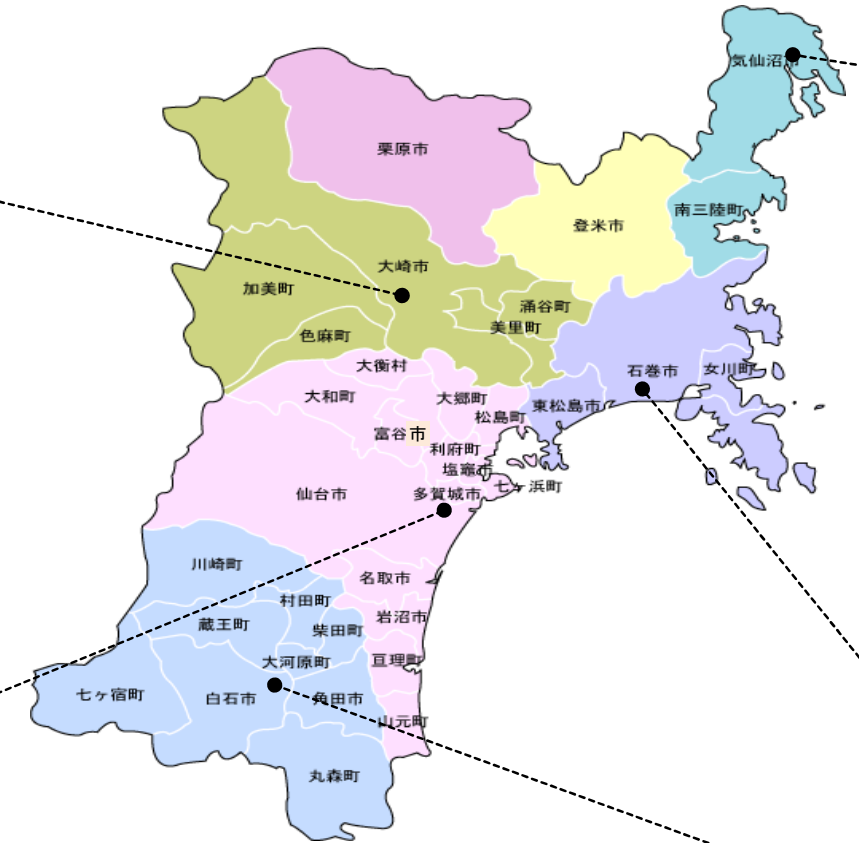 気仙沼市
栗原市
南三陸町
登米市
大崎市
加美町
涌谷町
美里町
色麻町
大衡村
石巻市
女川町
大和町
大郷町
東松島市
松島町
富谷市
利府町
塩竈市
七ヶ浜町
仙台市
多賀城市
川崎町
名取市
村田町
岩沼市
蔵王町
柴田町
大河原町
亘理町
七ヶ宿町
白石市
角田市
山元町
丸森町